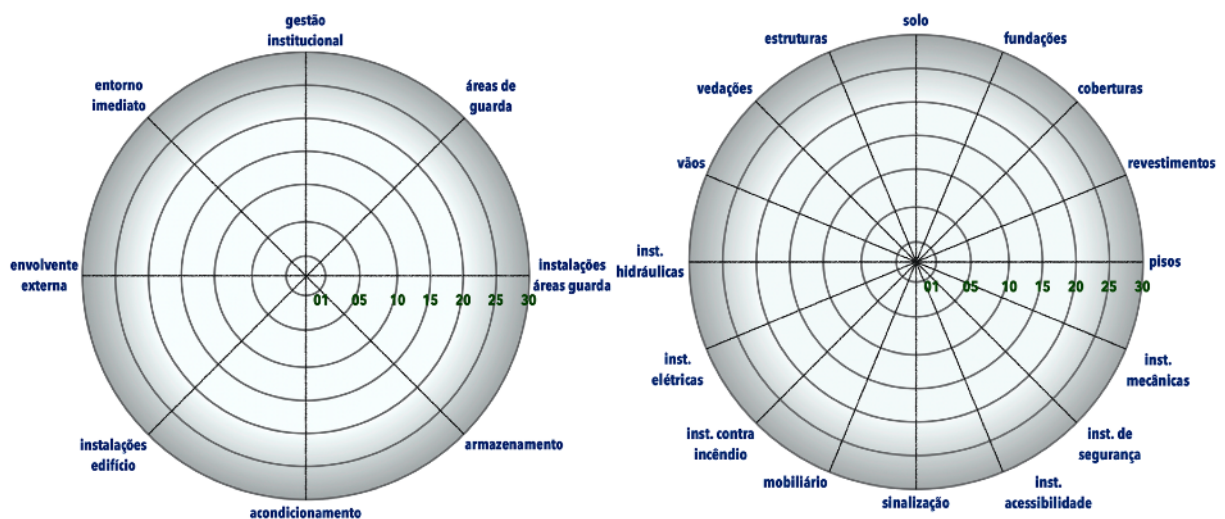 gestão
institucional
áreas de
guarda
instalações
áreas guarda
armazenamento
acondicionamento
instalações
edifício
envolvente
externa
entorno
imediato
01 05 10 15 20 25 30
solo
fundações
coberturas
revestimentos
pisos
inst.
mecânicas
inst. de
segurança
inst.
acessibilidade
sinalização
mobiliário
inst. contra
incêndio
inst.
elétricas
inst.
hidráulicas
vãos
vedações
estruturas
01 05 10 15 20 25 30